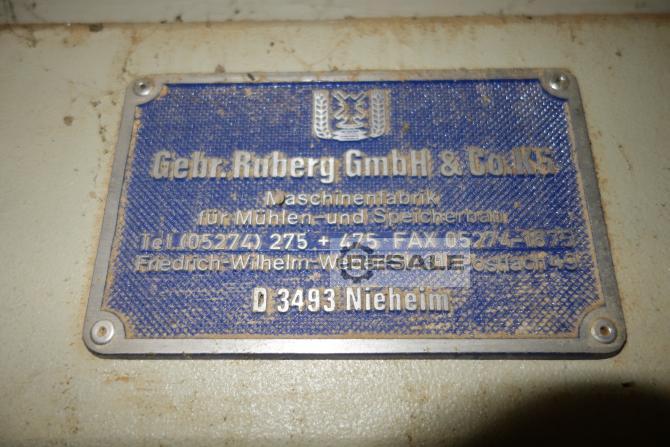 Gebr. Ruberg GmbH & Co. KG
Maschinenfabrik
für Mühlen- und Speicherbau
Tel. (05274) 275 + 475 FAX 05274-
Friedrich-Wilhelm-
RESALE
D 3493 Nieheim